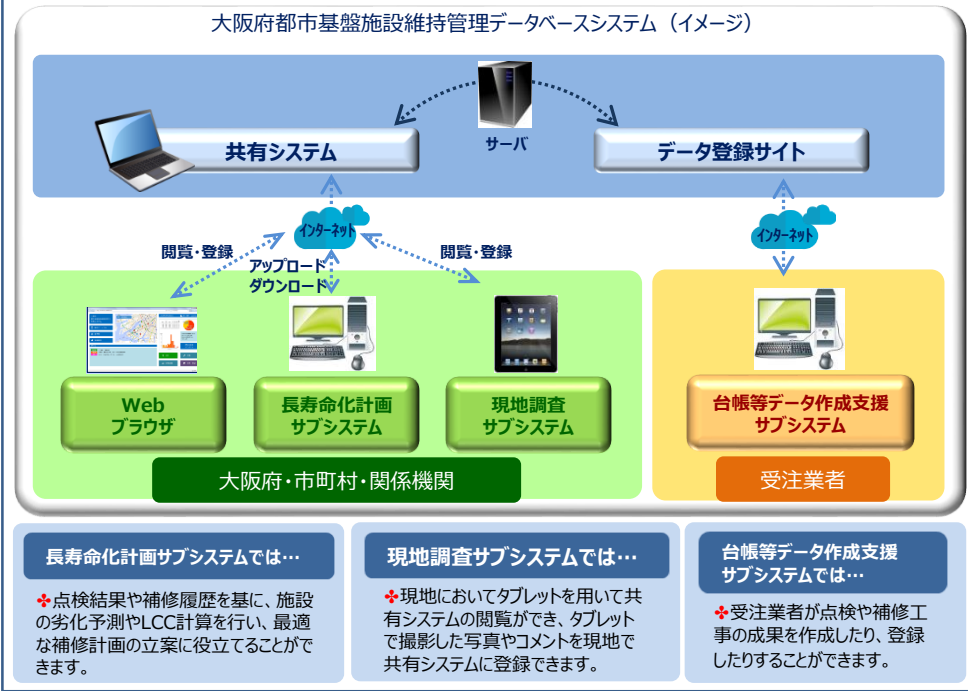 大阪府都市基盤施設維持管理データベースシステム（イメージ）
サーバ
共有システム
データ登録サイト
インターネット
インターネット
閲覧・登録
アップロード
ダウンロード
閲覧・登録
Web
ブラウザ
長寿命化計画
サブシステム
現地調査
サブシステム
台帳等データ作成支援
サブシステム
大阪府・市町村・関係機関
受注業者
長寿命化計画サブシステムでは…
✤点検結果や補修履歴を基に、施設
の劣化予測やLCC計算を行い、最適
な補修計画の立案に役立てることがで
きます。
現地調査サブシステムでは…
✤現地においてタブレットを用いて共
有システムの閲覧ができ、タブレット
で撮影した写真やコメントを現地で
共有システムに登録できます。
台帳等データ作成支援
サブシステムでは…
✤受注業者が点検や補修工
事の成果を作成したり、登録
したりすることができます。